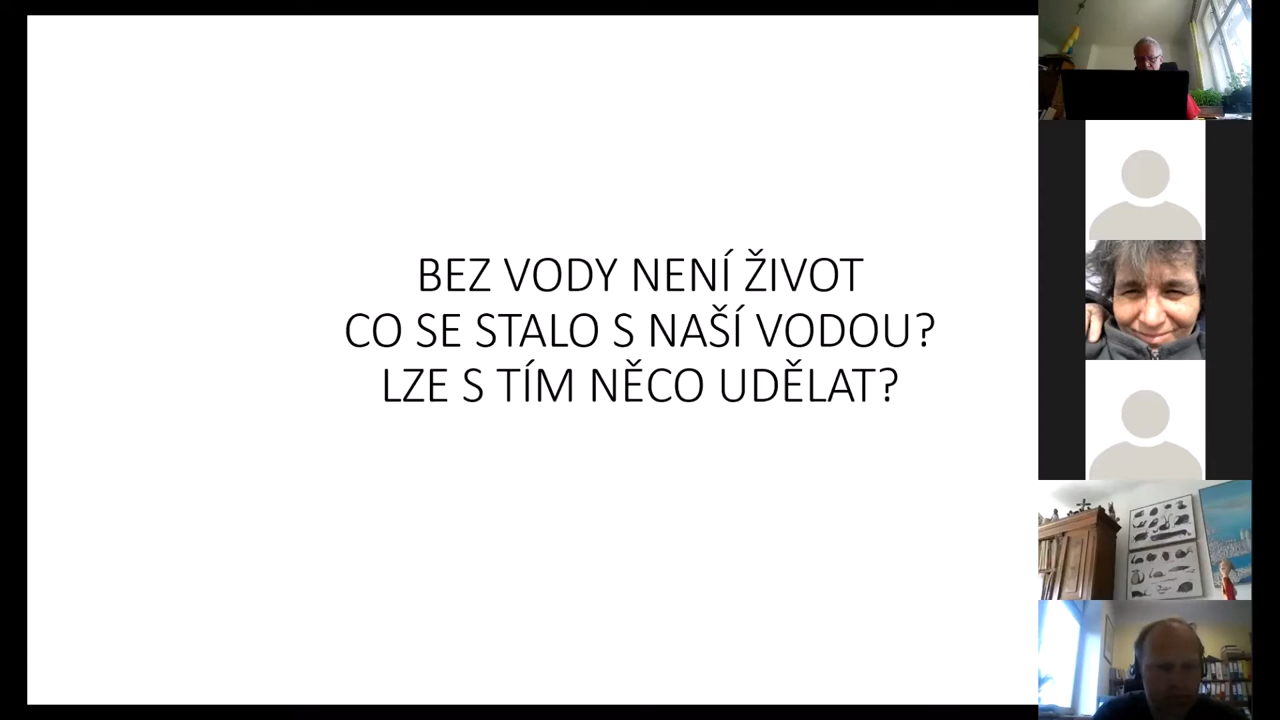 BEZ VODY NENÍ ŽIVOT
CO SE STALO S NAŠÍ VODOU?
LZE S TÍM NĚCO UDĚLAT?